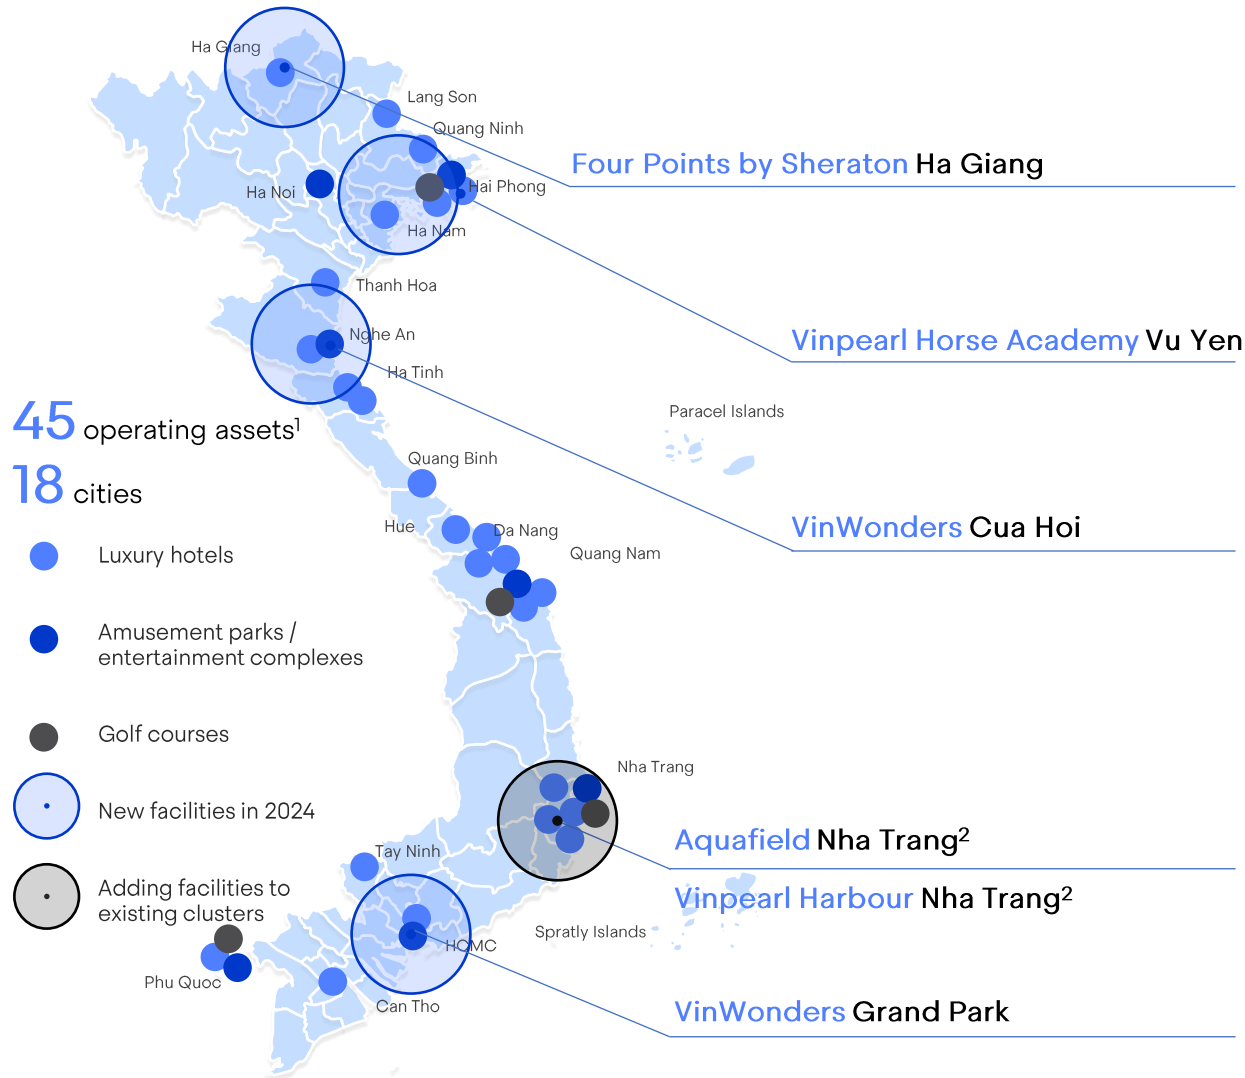 Ha Giang
Lang Son
Quang Ninh
Four Points by Sheraton Ha Giang
Ha Noi
Hai Phong
Ha Nam
Thanh Hoa
Nghe An
Vinpearl Horse Academy Vu Yen
Ha Tinh
45 operating assets¹
Paracel Islands
18 cities
Quang Binh
Hue
Da Nang
VinWonders Cua Hoi
Quang Nam
Luxury hotels
Amusement parks /
entertainment complexes
Golf courses
New facilities in 2024
Adding facilities to
existing clusters
Nha Trang
Aquafield Nha Trang²
Tay Ninh
Vinpearl Harbour Nha Trang²
Spratly Islands
HCMC
Phu Quoc
Can Tho
VinWonders Grand Park